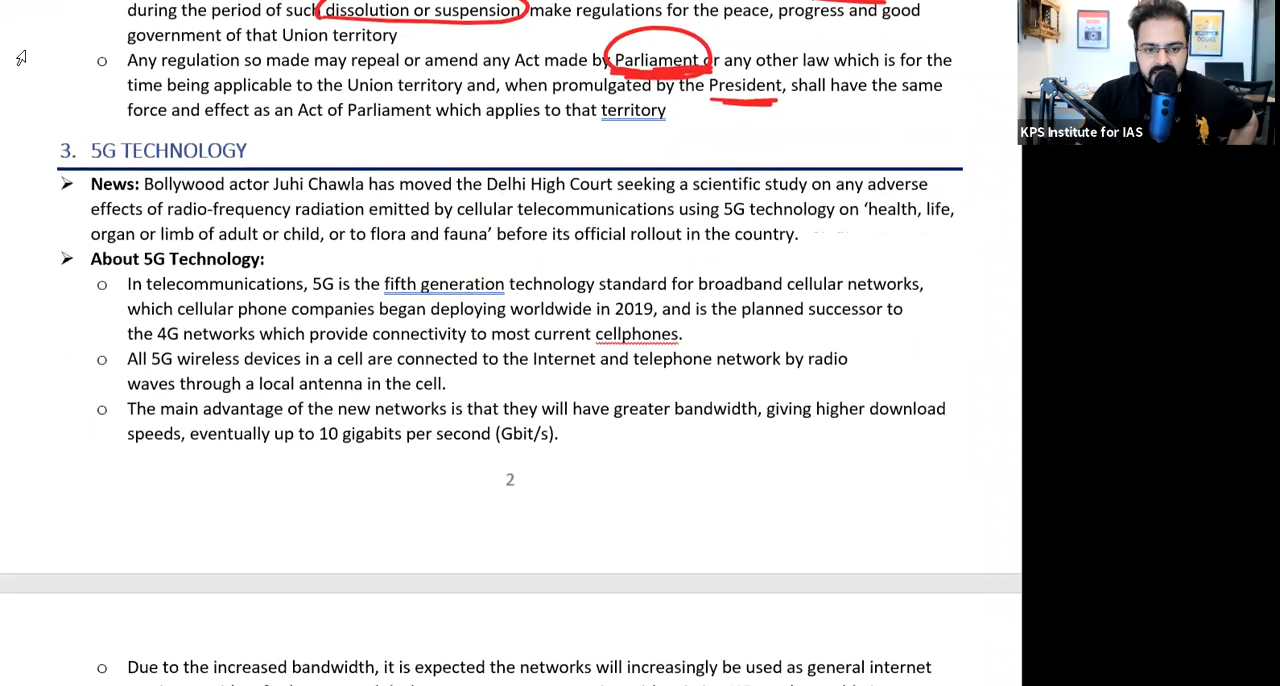 during the period of such dissolution or suspension make regulations for the peace, progress and good
government of that Union territory
o Any regulation so made may repeal or amend any Act made by Parliament or any other law which is for the
time being applicable to the Union territory and, when promulgated by the President, shall have the same
force and effect as an Act of Parliament which applies to that territory
KPS Institute for IAS
3. 5G TECHNOLOGY
➢ News: Bollywood actor Juhi Chawla has moved the Delhi High Court seeking a scientific study on any adverse
effects of radio-frequency radiation emitted by cellular telecommunications using 5G technology on ‘health, life,
organ or limb of adult or child, or to flora and fauna’ before its official rollout in the country.
➢ About 5G Technology:
o In telecommunications, 5G is the fifth generation technology standard for broadband cellular networks,
which cellular phone companies began deploying worldwide in 2019, and is the planned successor to
the 4G networks which provide connectivity to most current cellphones.
o All 5G wireless devices in a cell are connected to the Internet and telephone network by radio
waves through a local antenna in the cell.
o The main advantage of the new networks is that they will have greater bandwidth, giving higher download
speeds, eventually up to 10 gigabits per second (Gbit/s).
2
o Due to the increased bandwidth, it is expected the networks will increasingly be used as general internet